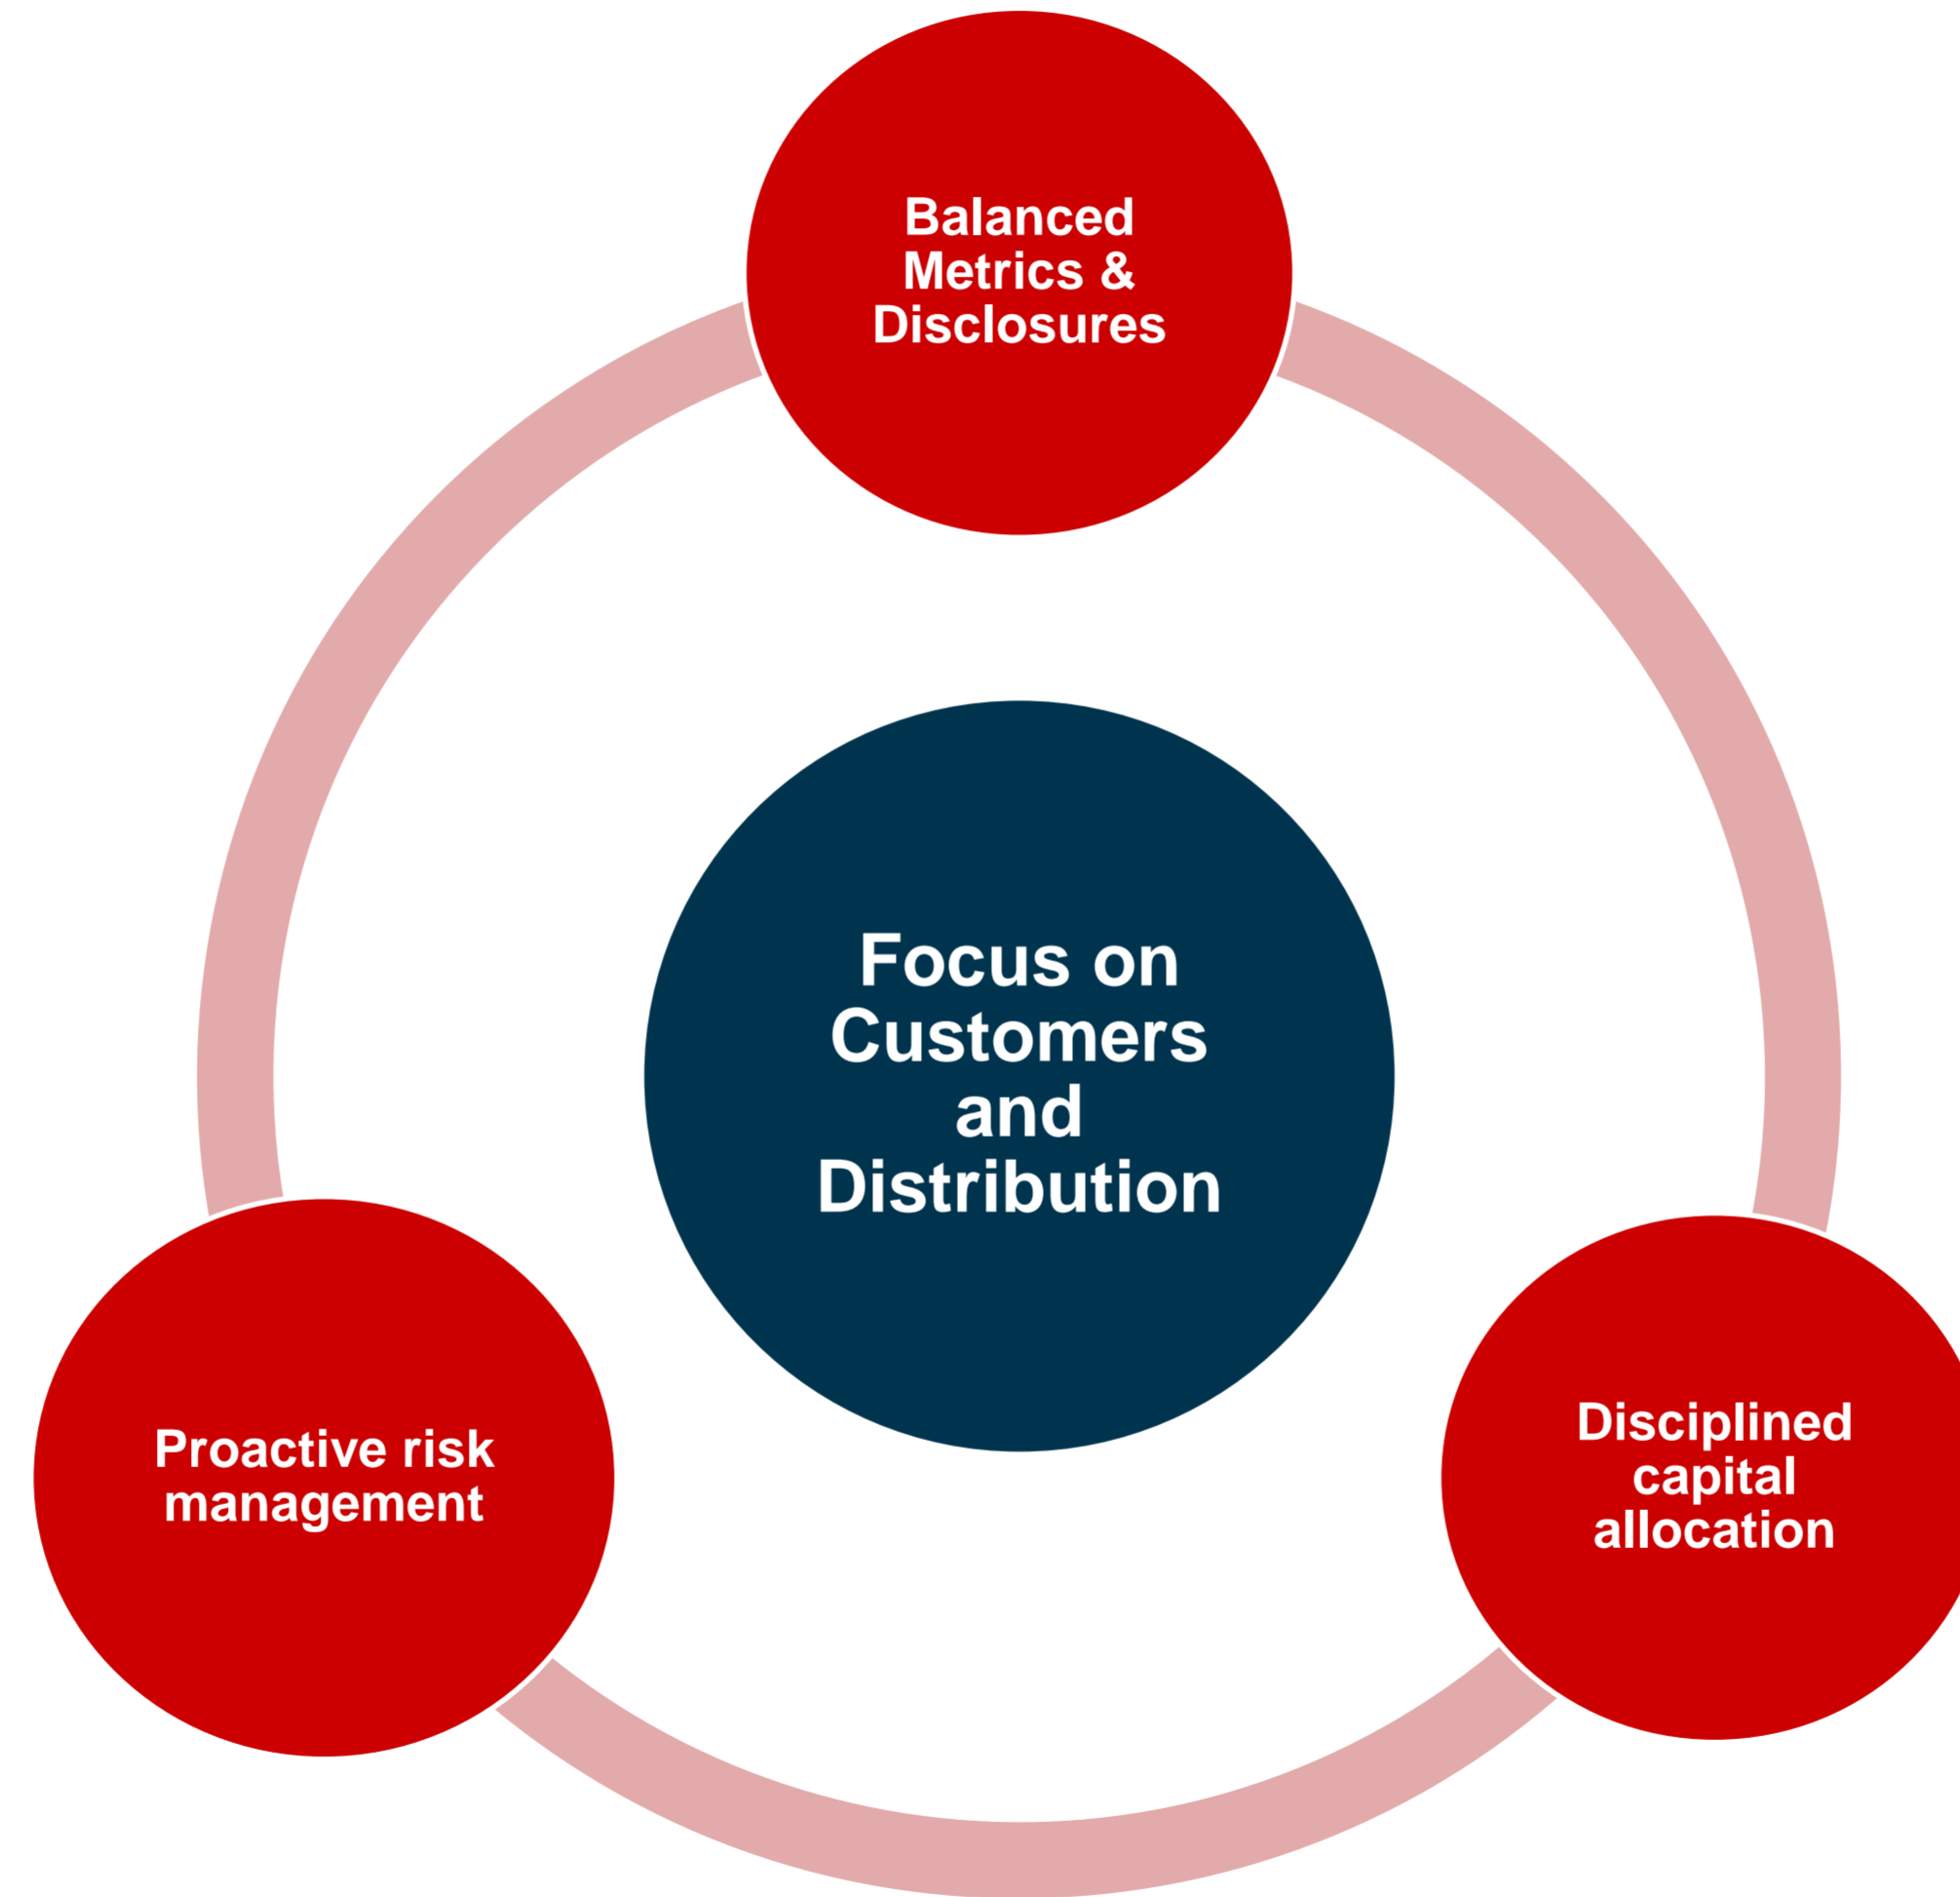 Balanced
Metrics &
Disclosures
Focus on
Customers
and
Distribution
Proactive risk
management
Disciplined
capital
allocation